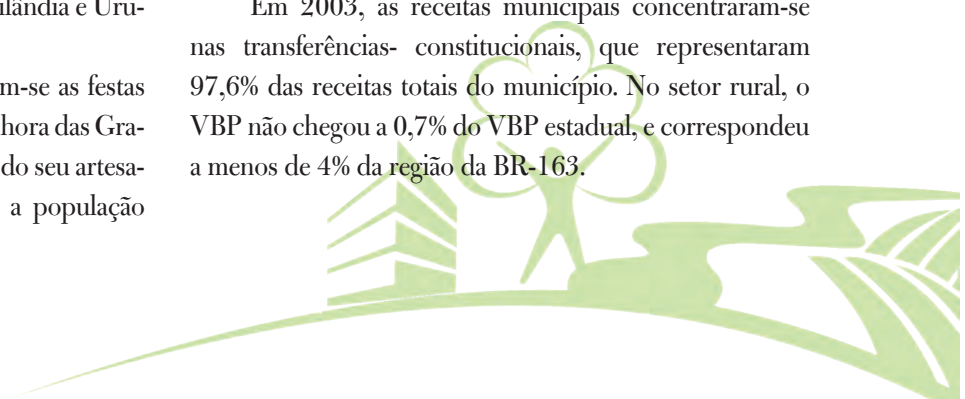 ilândia e Uru-
m-se as festas
hora das Gra-
do seu artesa-
a população
Em 2003, as receitas municipais concentraram-se
nas transferências- constitucionais, que representaram
97,6% das receitas totais do município. No setor rural, o
VBP não chegou a 0,7% do VBP estadual, e correspondeu
a menos de 4% da região da BR-163.